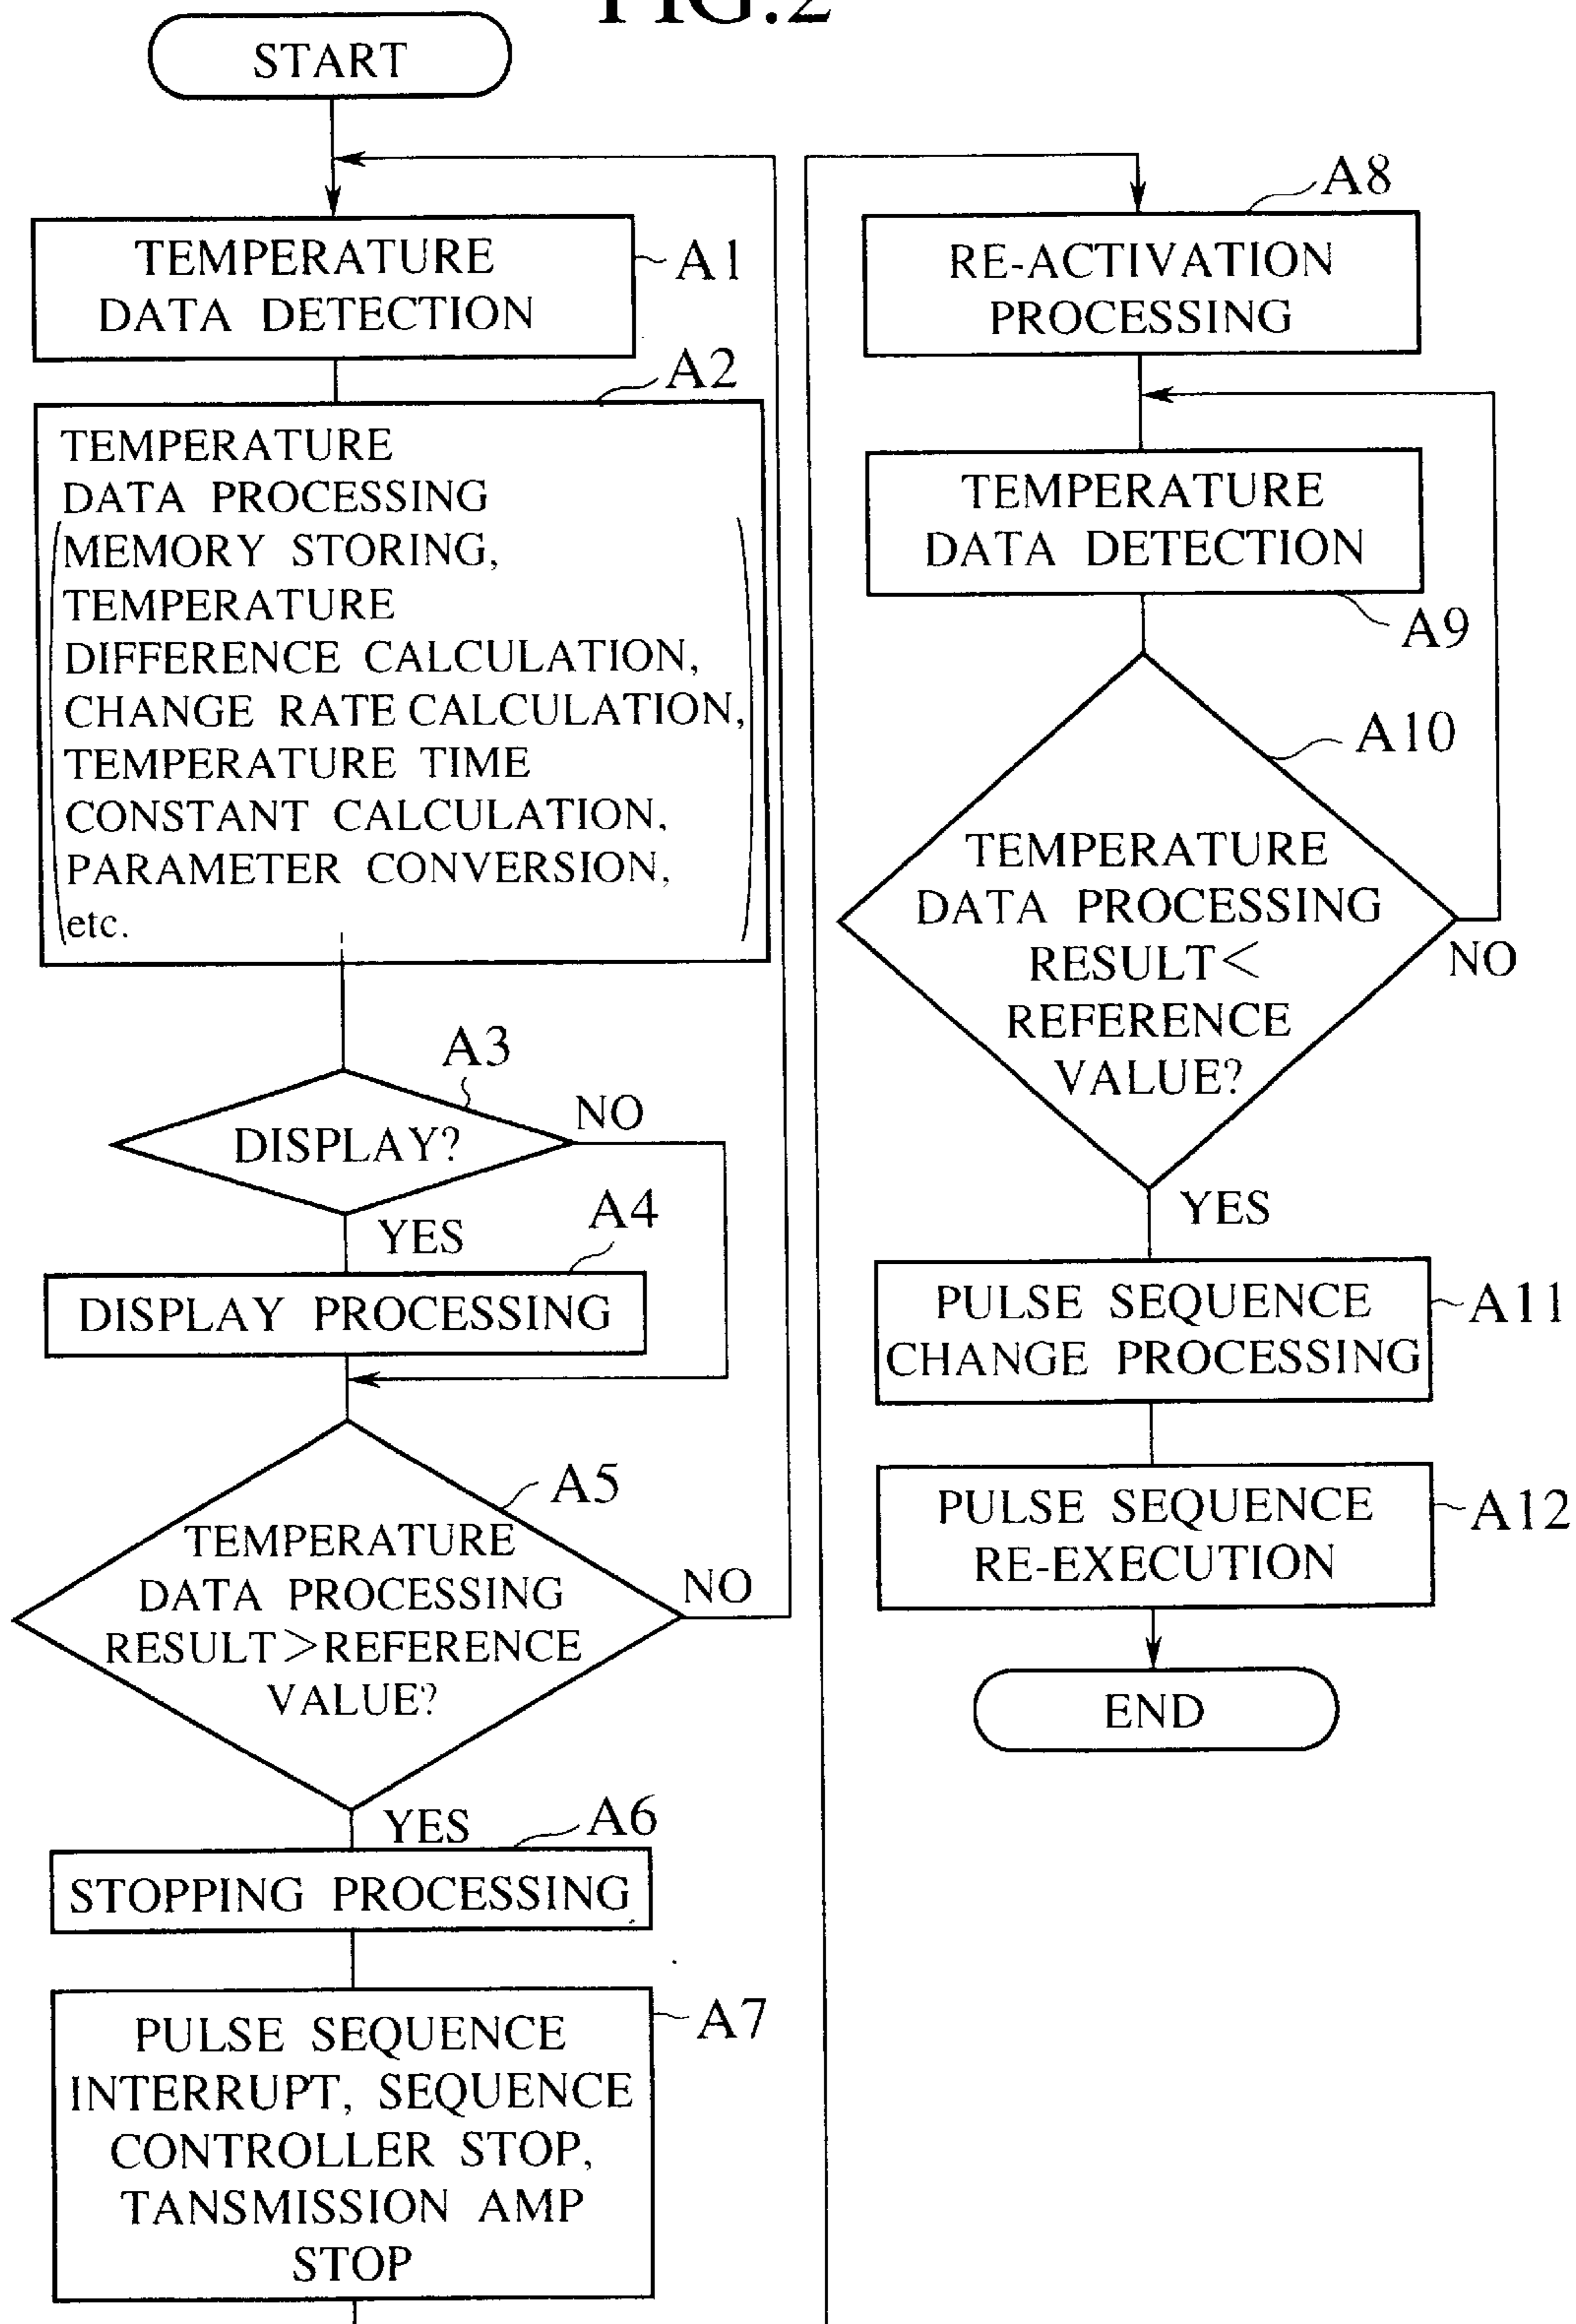 FIG.2
START
TEMPERATURE
DATA DETECTION
A1
A2
TEMPERATURE
DATA PROCESSING
(MEMORY STORING,
TEMPERATURE
DIFFERENCE CALCULATION,
CHANGE RATE CALCULATION,
TEMPERATURE TIME
CONSTANT CALCULATION,
PARAMETER CONVERSION,
etc.)
A3
DISPLAY?
NO
YES
A4
DISPLAY PROCESSING
A5
TEMPERATURE
DATA PROCESSING
RESULT>REFERENCE
VALUE?
NO
YES
A6
STOPPING PROCESSING
A7
PULSE SEQUENCE
INTERRUPT, SEQUENCE
CONTROLLER STOP,
TANSMISSION AMP
STOP
A8
RE-ACTIVATION
PROCESSING
TEMPERATURE
DATA DETECTION
A9
A10
TEMPERATURE
DATA PROCESSING
RESULT<
REFERENCE
VALUE?
NO
YES
PULSE SEQUENCE
CHANGE PROCESSING
A11
PULSE SEQUENCE
RE-EXECUTION
A12
END